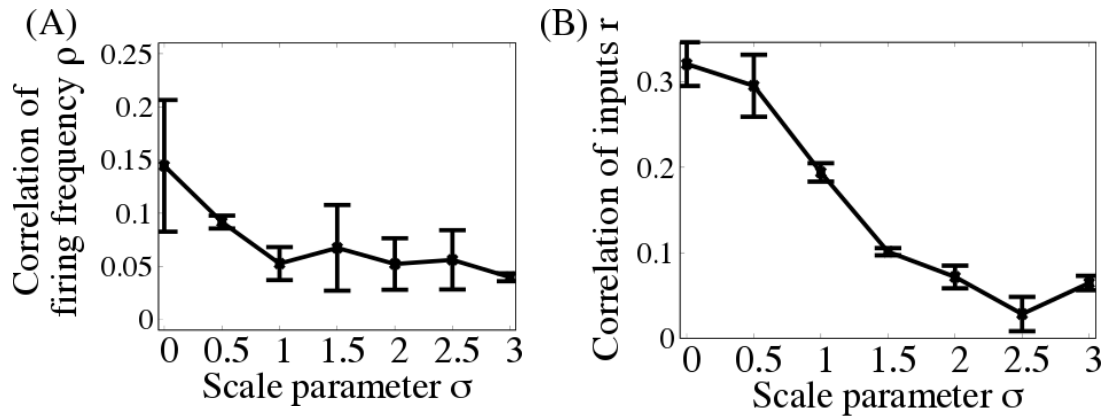 (A)
Correlation of
firing frequency ρ
0.25
0.2
0.15
0.1
0.05
0
0 0.5 1 1.5 2 2.5 3
Scale parameter σ
(B)
Correlation of inputs r
0.3
0.2
0.1
0
0 0.5 1 1.5 2 2.5 3
Scale parameter σ